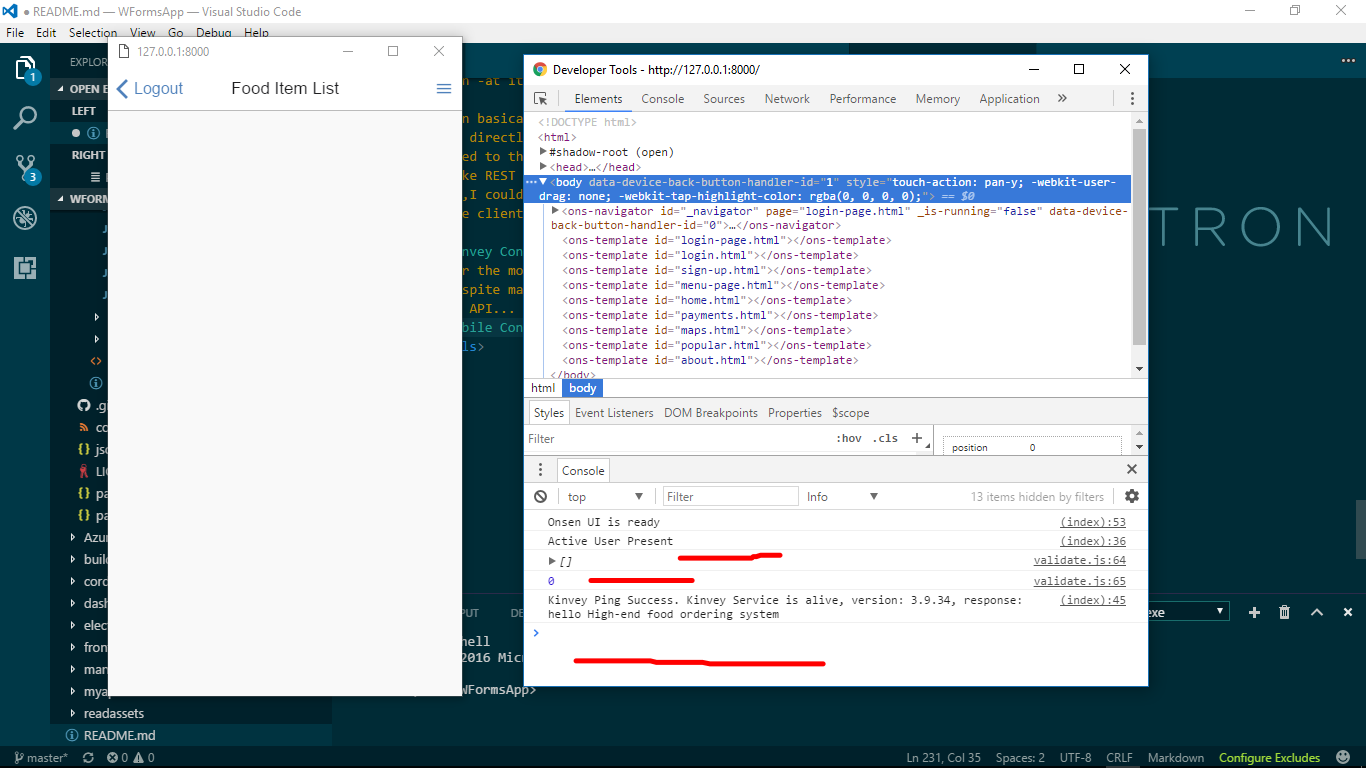 ● README.md — WFormsApp — Visual Studio Code
File Edit Selection View Go Debug Help
1
3
EXPLOR
OPEN E
LEFT
RIGHT
WFORM
.gi
co
jso
LIC
pa
pa
Azur
build
cord
dash
elect
fron
man
mya
readassets
README.md
127.0.0.1:8000
Logout
Food Item List
n -at it
n basica
directl
ed to th
ke REST
,I could
e client
nvey Con
r the mo
spite ma
API...
bile Con
ls>
TRON
Developer Tools - http://127.0.0.1:8000/
Elements Console Sources Network Performance Memory Application »
<!DOCTYPE html>
<html>
#shadow-root (open)
<head>…</head>
<body data-device-back-button-handler-id="1" style="touch-action: pan-y; -webkit-user-
drag: none; -webkit-tap-highlight-color: rgba(0, 0, 0, 0);"> == $0
<ons-navigator id="_navigator" page="login-page.html" _is-running="false" data-device-
back-button-handler-id="0">…</ons-navigator>
<ons-template id="login-page.html"></ons-template>
<ons-template id="login.html"></ons-template>
<ons-template id="sign-up.html"></ons-template>
<ons-template id="menu-page.html"></ons-template>
<ons-template id="home.html"></ons-template>
<ons-template id="payments.html"></ons-template>
<ons-template id="maps.html"></ons-template>
<ons-template id="popular.html"></ons-template>
<ons-template id="about.html"></ons-template>
</body>
html body
Styles Event Listeners DOM Breakpoints Properties $scope
Filter :hov .cls +
position 0
Console
top Filter Info 13 items hidden by filters
Onsen UI is ready (index):53
Active User Present (index):36
[] validate.js:64
0 validate.js:65
Kinvey Ping Success. Kinvey Service is alive, version: 3.9.34, response: (index):45
hello High-end food ordering system
>
PUT DE
exe
hell
2016 Micr
WFormsApp>
master* 0 0 Ln 231, Col 35 Spaces: 2 UTF-8 CRLF Markdown Configure Excludes